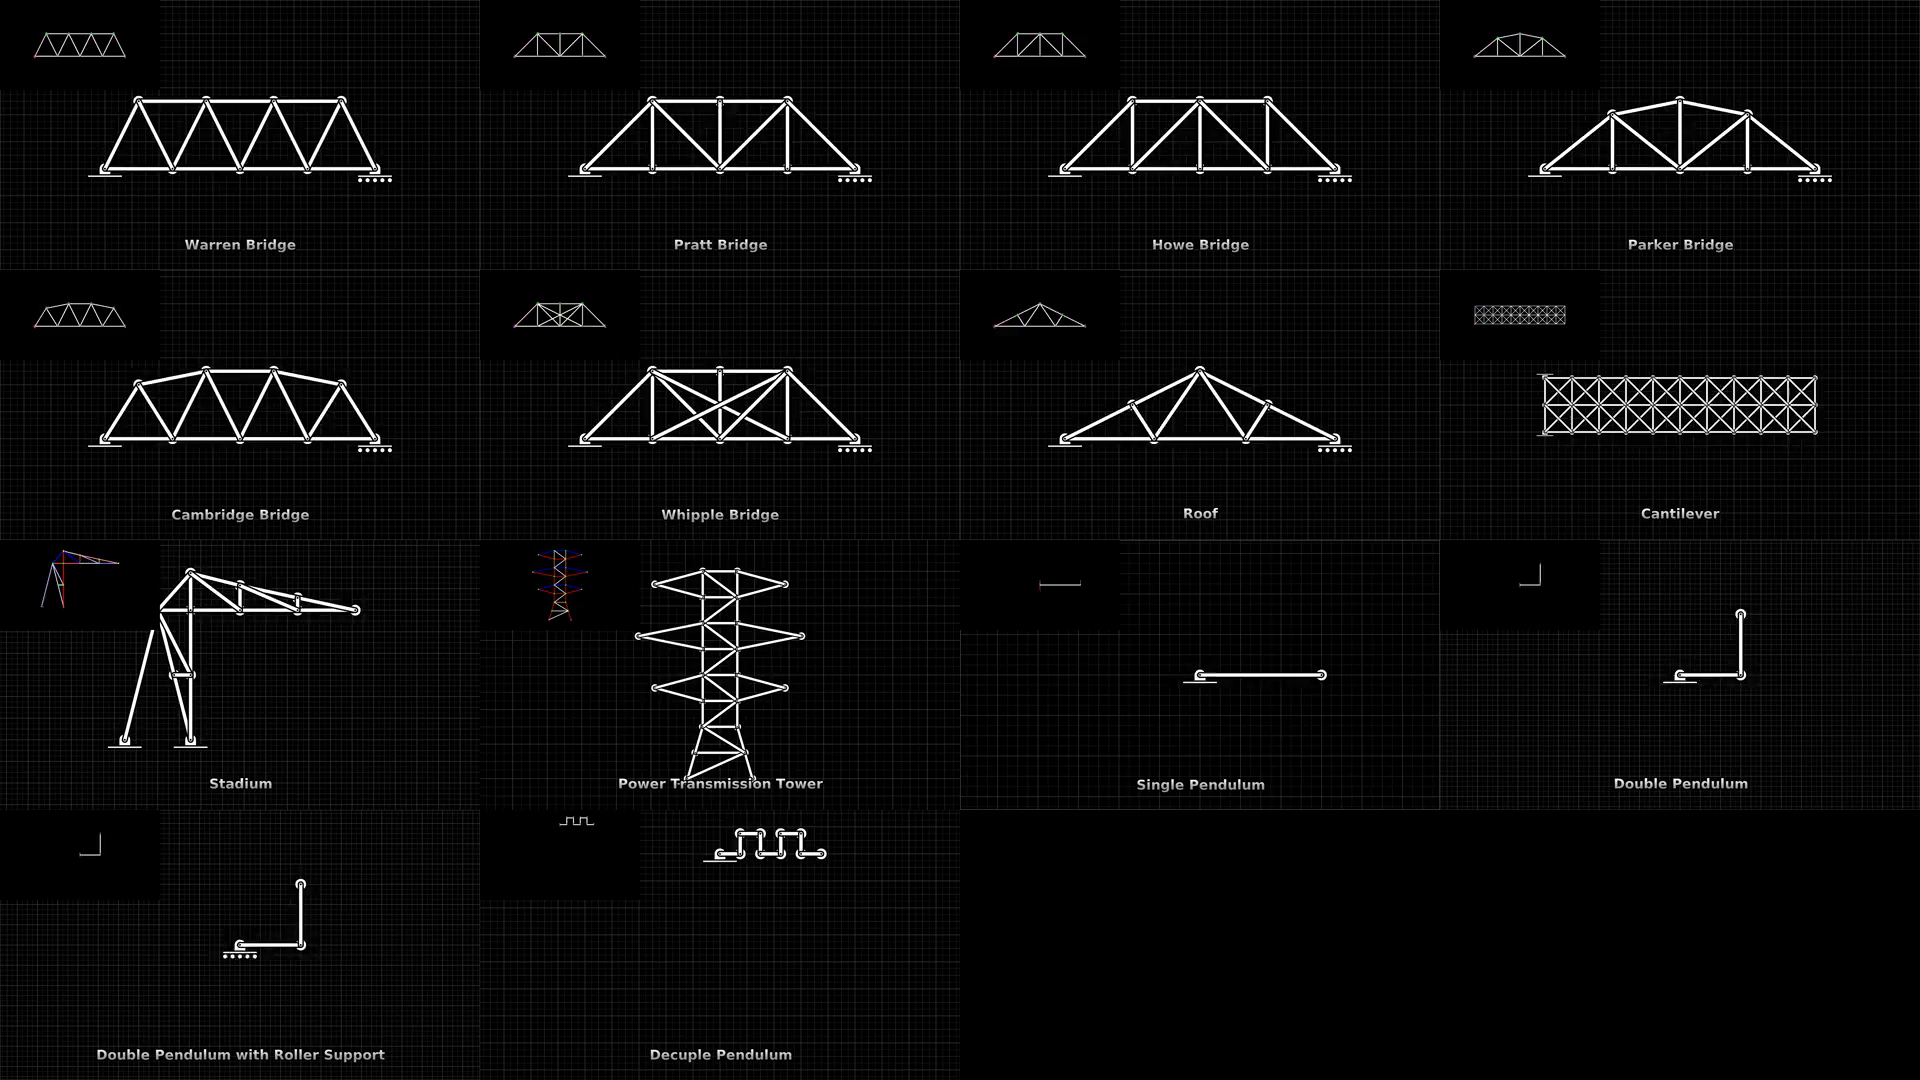 Warren Bridge
Pratt Bridge
Howe Bridge
Parker Bridge
Cambridge Bridge
Whipple Bridge
Roof
Cantilever
Stadium
Power Transmission Tower
Single Pendulum
Double Pendulum
Double Pendulum with Roller Support
Decuple Pendulum